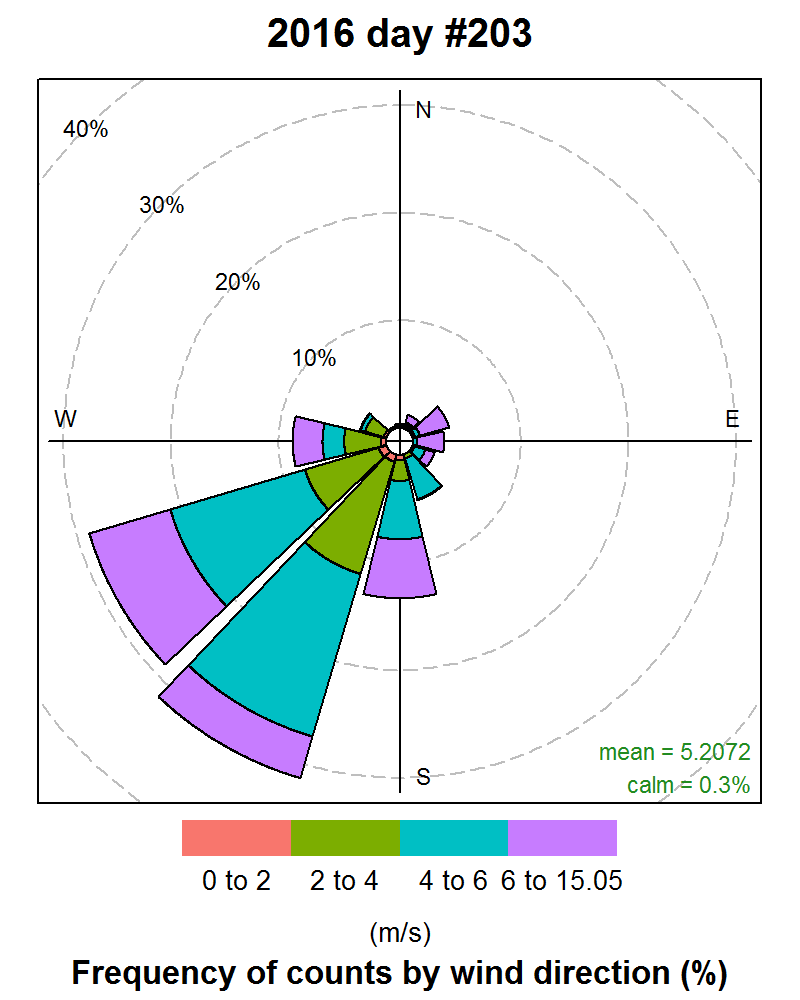 2016 day #203
N
40%
30%
20%
10%
W
E
S
mean = 5.2072
calm = 0.3%
0 to 2 2 to 4 4 to 6 6 to 15.05
(m/s)
Frequency of counts by wind direction (%)